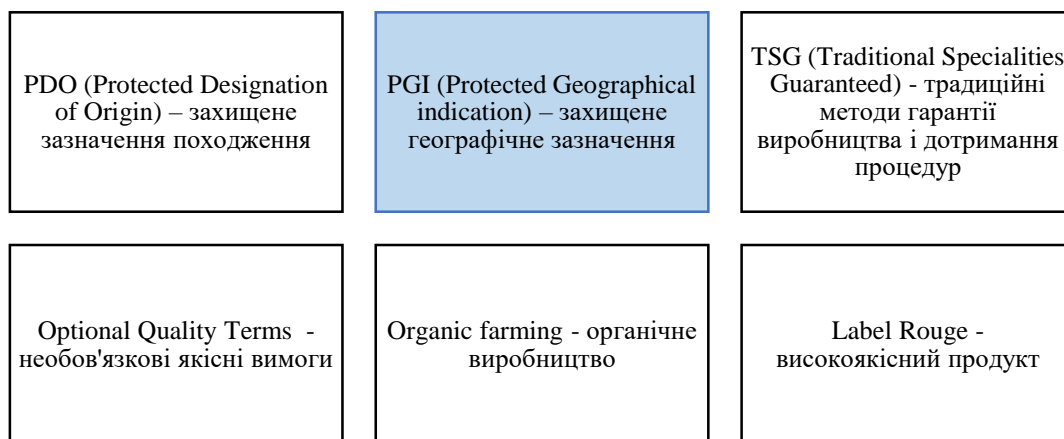 PDO (Protected Designation
of Origin) – захищене
зазначення походження
PGI (Protected Geographical
indication) – захищене
географічне зазначення
TSG (Traditional Specialities
Guaranteed) - традиційні
методи гарантії
виробництва і дотримання
процедур
Optional Quality Terms -
необов'язкові якісні вимоги
Organic farming - органічне
виробництво
Label Rouge -
високоякісний продукт